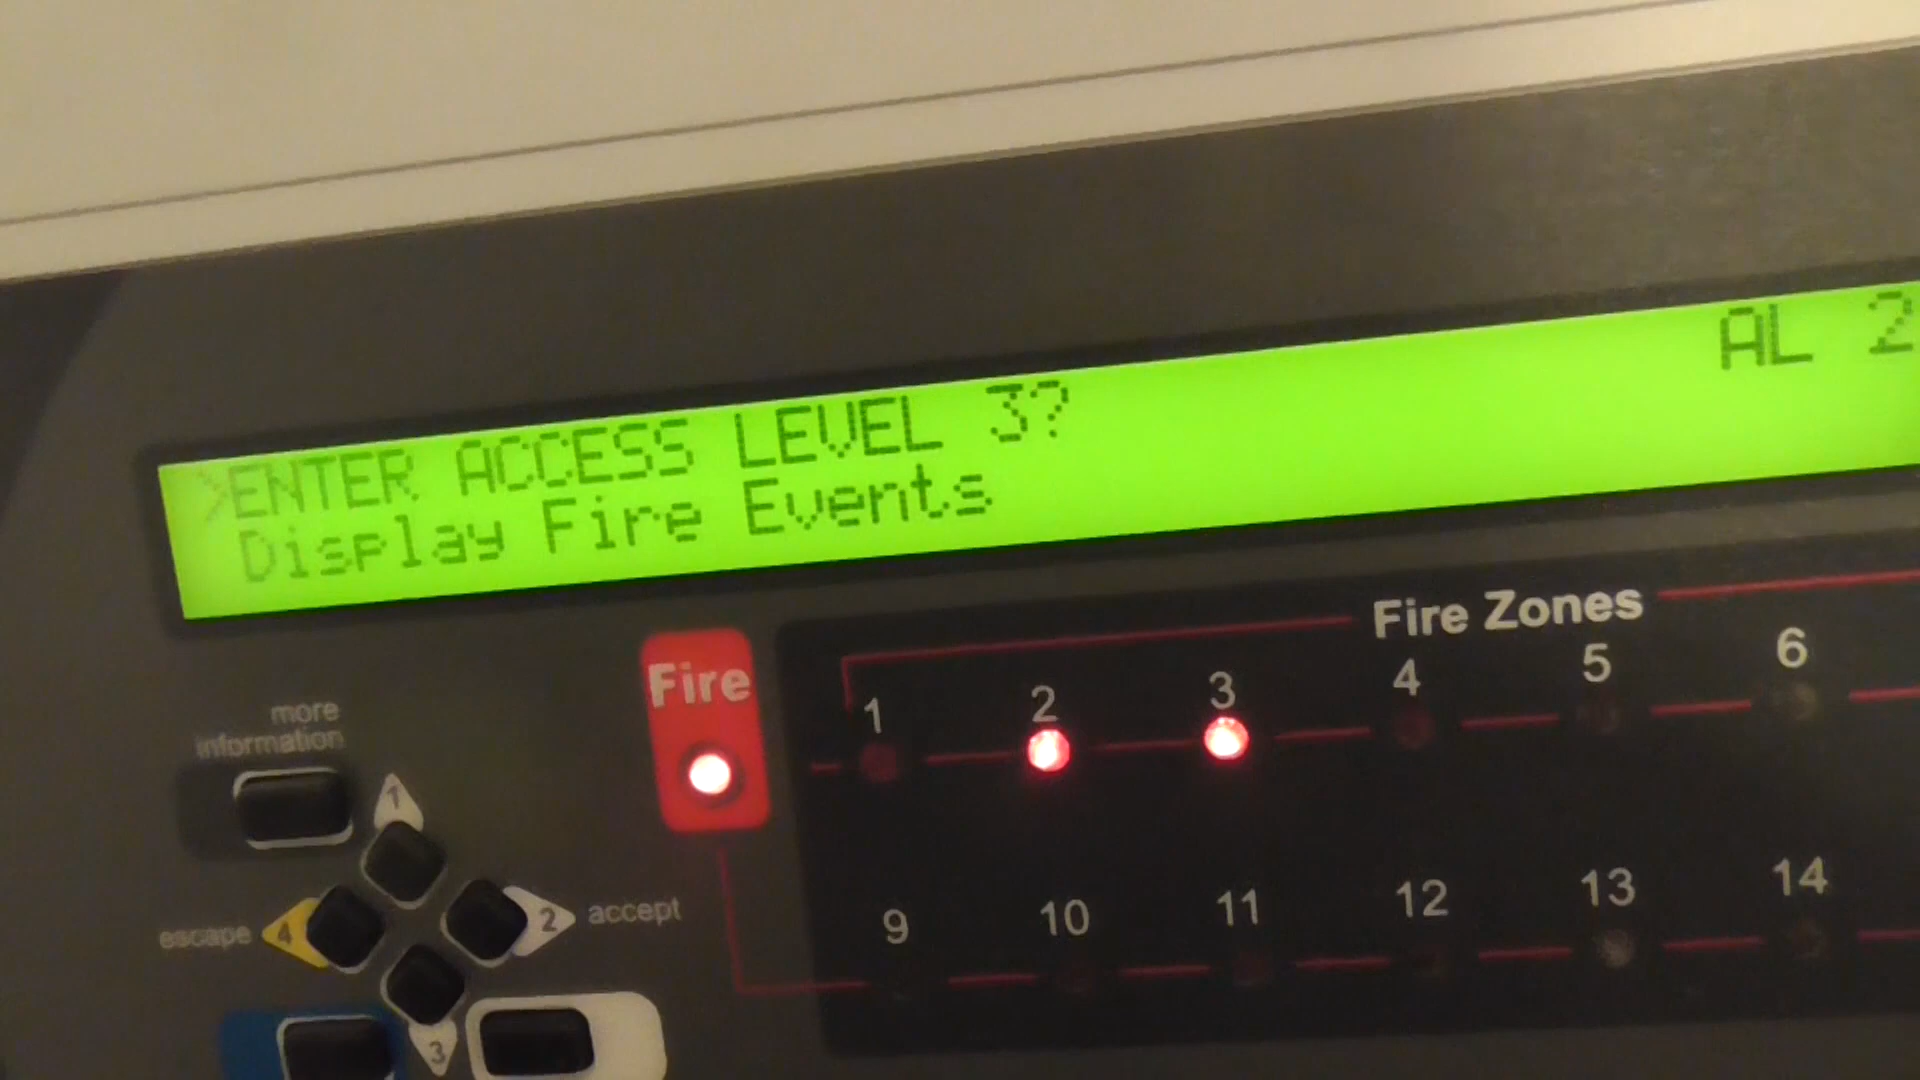 AL 2
>ENTER ACCESS LEVEL 3?
Display Fire Events
Fire Zones
Fire
1 2 3 4 5 6
more
information
1
escape 4 2 accept
3
9 10 11 12 13 14